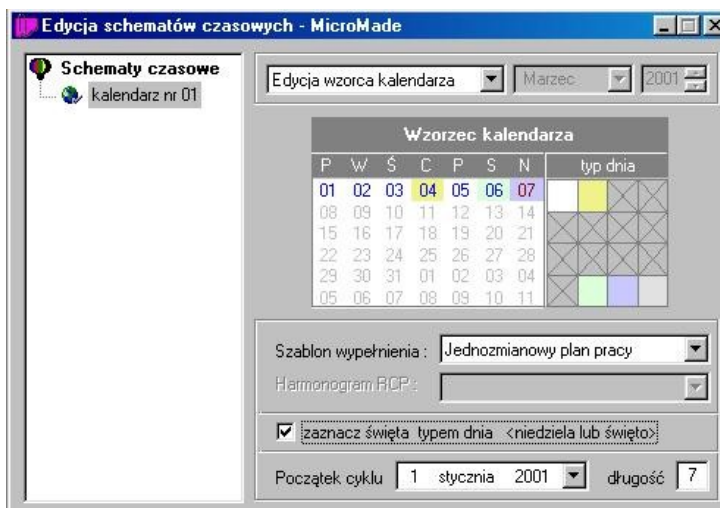 Edycja schematów czasowych - MicroMade
Schematy czasowe
kalendarz nr 01
Edycja wzorca kalendarza Marzec 2001
Wzorzec kalendarza
P W Ś C P S N typ dnia
01 02 03 04 05 06 07
08 09 10 11 12 13 14
15 16 17 18 19 20 21
22 23 24 25 26 27 28
29 30 31 01 02 03 04
05 06 07 08 09 10 11
Szablon wypełnienia : Jednozmianowy plan pracy
Harmonogram RCP :
zaznacz święta typem dnia <niedziela lub święto>
Początek cyklu 1 stycznia 2001 długość 7